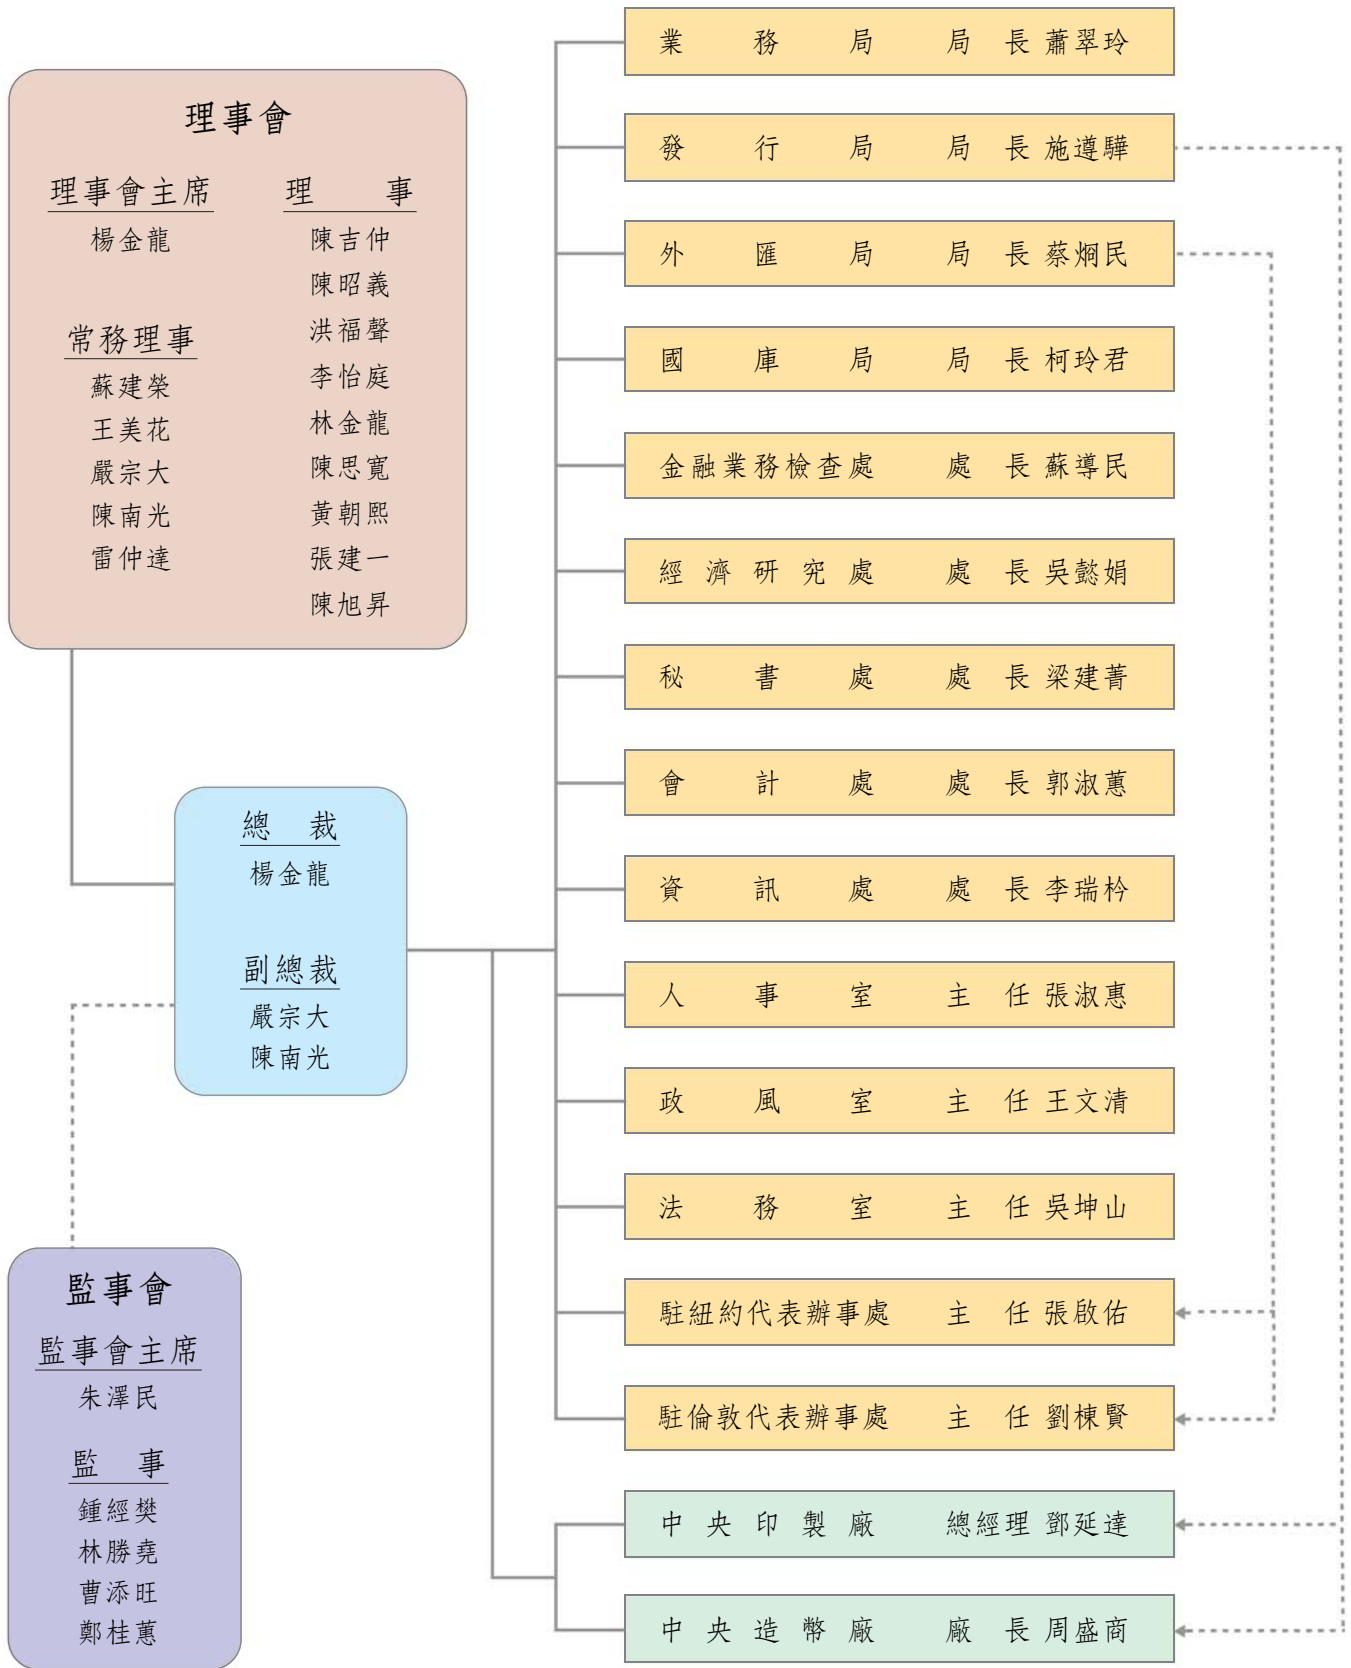 理事會
理事會主席
楊金龍
常務理事
蘇建榮
王美花
嚴宗大
陳南光
雷仲達
理 事
陳吉仲
陳昭義
洪福聲
李怡庭
林金龍
陳思寬
黃朝熙
張建一
陳旭昇
總 裁
楊金龍
副總裁
嚴宗大
陳南光
監事會
監事會主席
朱澤民
監 事
鍾經樊
林勝堯
曹添旺
鄭桂蕙
業務局 局長 蕭翠玲
發行局 局長 施遵驊
外匯局 局長 蔡烱民
國庫局 局長 柯玲君
金融業務檢查處 處長 蘇導民
經濟研究處 處長 吳懿娟
秘書處 處長 梁建菁
會計處 處長 郭淑蕙
資訊處 處長 李瑞枔
人事室 主任 張淑惠
政風室 主任 王文清
法務室 主任 吳坤山
駐紐約代表辦事處 主任 張啟佑
駐倫敦代表辦事處 主任 劉棟賢
中央印製廠 總經理 鄧延達
中央造幣廠 廠長 周盛商